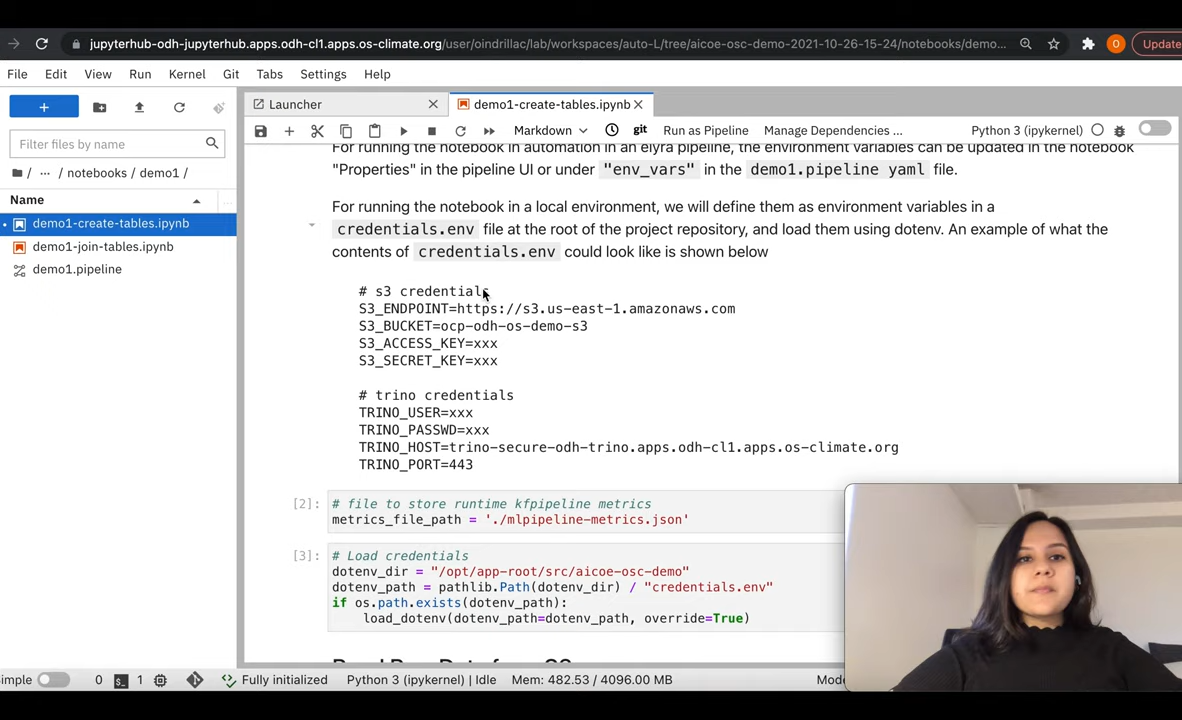 jupyterhub-odh-jupyterhub.apps.odh-cl1.apps.os-climate.org/user/oindrillac/lab/workspaces/auto-L/tree/aicoe-osc-demo-2021-10-26-15-24/notebooks/demo...
O
Update
File Edit View Run Kernel Git Tabs Settings Help
+
Launcher
demo1-create-tables.ipynb
Markdown
git
Run as Pipeline
Manage Dependencies ...
Python 3 (ipykernel)
Filter files by name
/ ... / notebooks / demo1 /
Name
demo1-create-tables.ipynb
demo1-join-tables.ipynb
demo1.pipeline
For running the notebook in automation in an elyra pipeline, the environment variables can be updated in the notebook
"Properties" in the pipeline UI or under "env_vars" in the demo1.pipeline yaml file.
For running the notebook in a local environment, we will define them as environment variables in a
credentials.env file at the root of the project repository, and load them using dotenv. An example of what the
contents of credentials.env could look like is shown below
# s3 credentials
S3_ENDPOINT=https://s3.us-east-1.amazonaws.com
S3_BUCKET=ocp-odh-os-demo-s3
S3_ACCESS_KEY=xxx
S3_SECRET_KEY=xxx
# trino credentials
TRINO_USER=xxx
TRINO_PASSWD=xxx
TRINO_HOST=trino-secure-odh-trino.apps.odh-cl1.apps.os-climate.org
TRINO_PORT=443
[2]:
# file to store runtime kfpipeline metrics
metrics_file_path = './mlpipeline-metrics.json'
[3]:
# Load credentials
dotenv_dir = "/opt/app-root/src/aicoe-osc-demo"
dotenv_path = pathlib.Path(dotenv_dir) / "credentials.env"
if os.path.exists(dotenv_path):
load_dotenv(dotenv_path=dotenv_path, override=True)
imple
0
1
Fully initialized
Python 3 (ipykernel) | Idle
Mem: 482.53 / 4096.00 MB
Mod